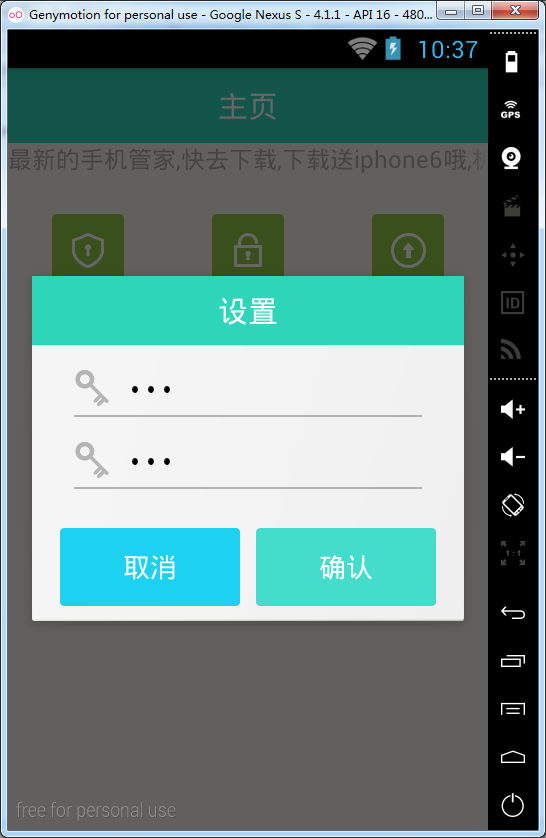 Genymotion for personal use - Google Nexus S - 4.1.1 - API 16 - 480...
10:37
主页
最新的手机管家,快去下载,下载送iphone6哦,
GPS
ID
设置
•••
•••
取消
确认
1:1
free for personal use